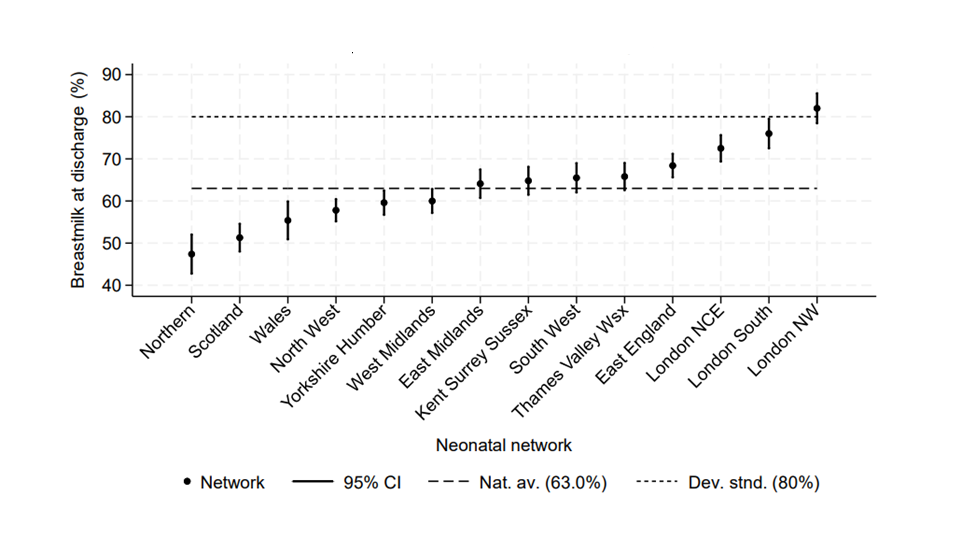 Breastmilk at discharge (%)
90
80
70
60
50
40
Northern
Scotland
Wales
North West
Yorkshire Humber
West Midlands
East Midlands
Kent Surrey Sussex
South West
Thames Valley Wsx
East England
London NCE
London South
London NW
Neonatal network
Network
95% CI
Nat. av. (63.0%)
Dev. stnd. (80%)